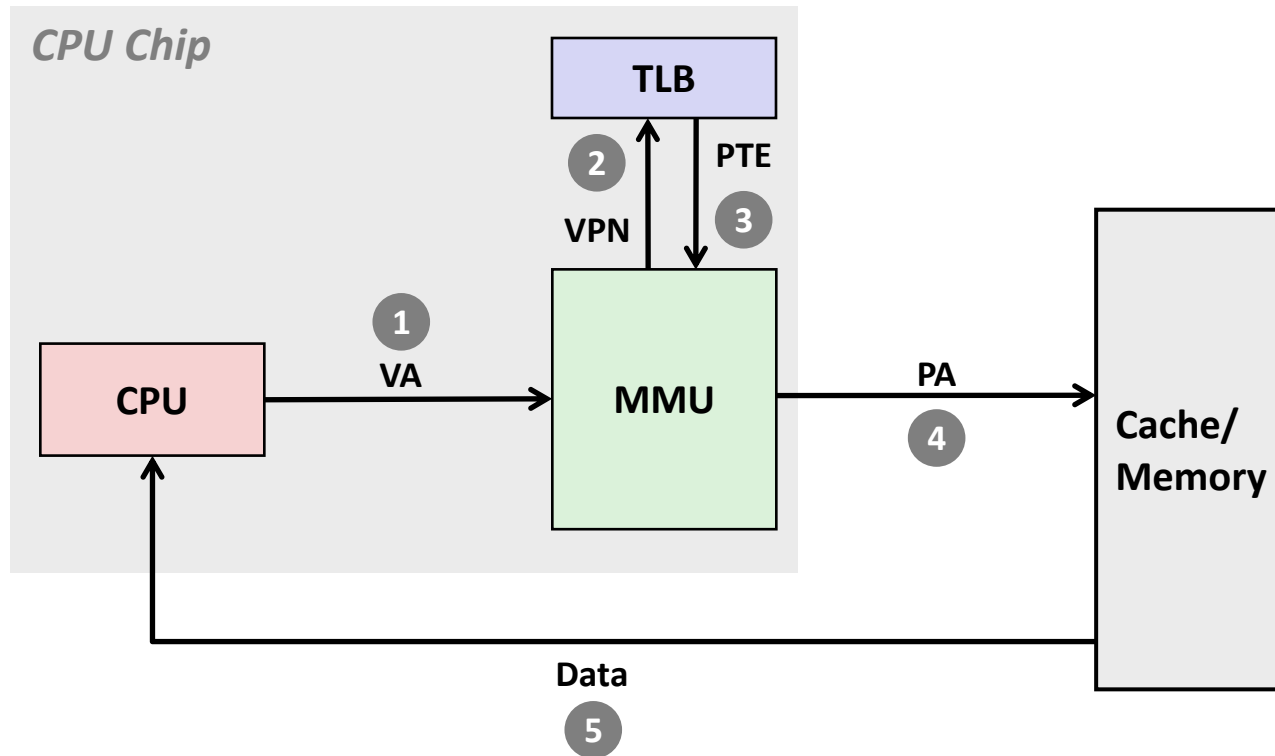 CPU Chip
TLB
2
PTE
3
VPN
1
VA
CPU
MMU
PA
4
Cache/
Memory
Data
5